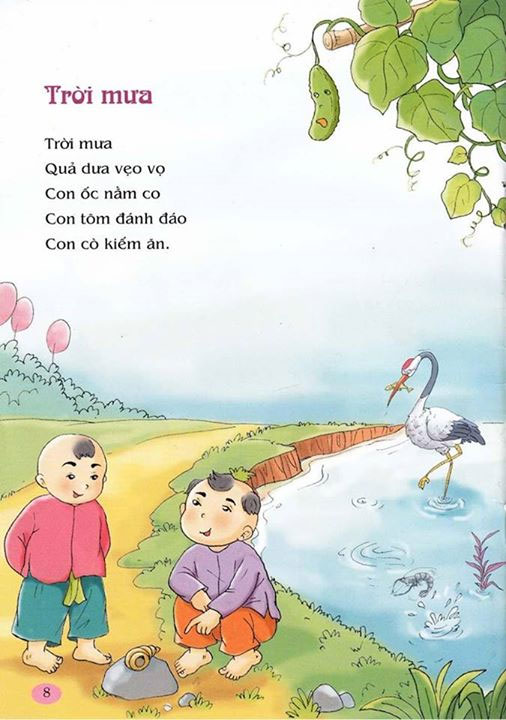 Trời mưa
Trời mưa
Quả dưa vẹo vọ
Con ốc nằm co
Con tôm đánh đáo
Con cò kiếm ăn.
8